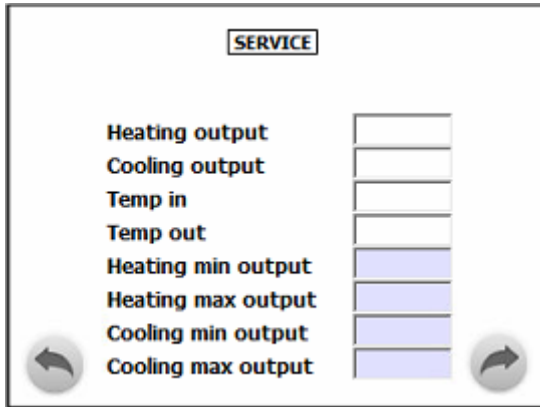 SERVICE
Heating output
Cooling output
Temp in
Temp out
Heating min output
Heating max output
Cooling min output
Cooling max output